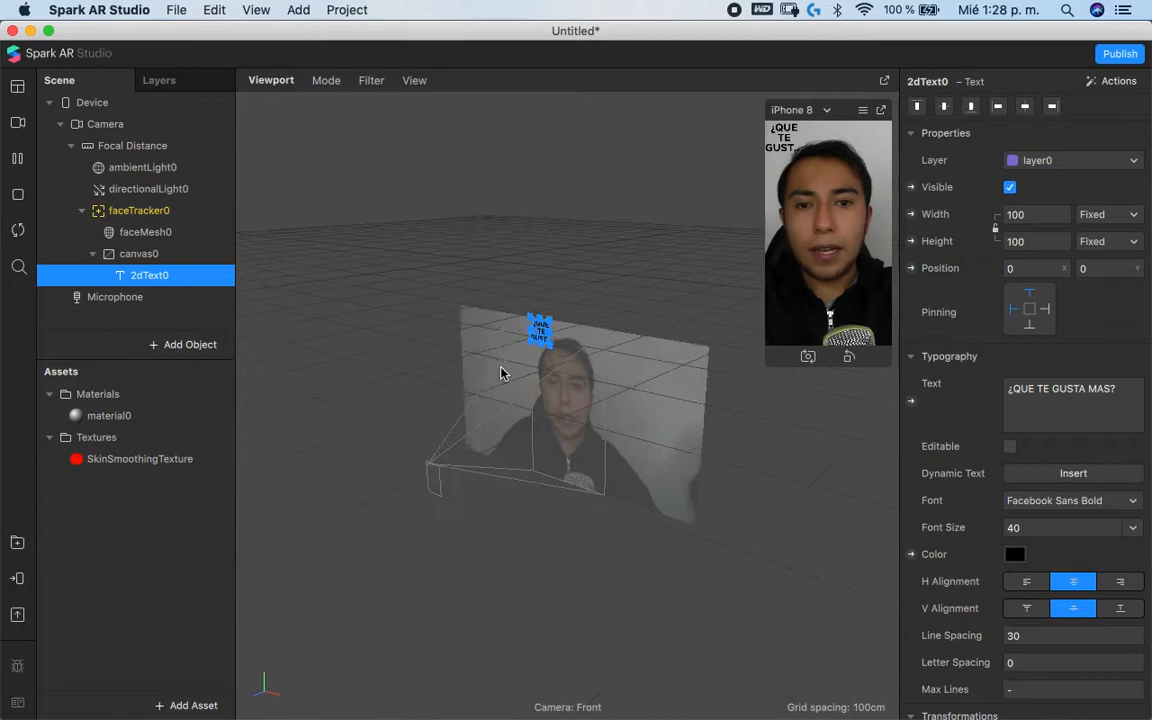 Spark AR Studio File Edit View Add Project 100 % Mié 1:28 p. m.
Untitled*
Spark AR Studio
Publish
Scene Layers
Viewport Mode Filter View
2dText0 – Text
Actions
Device
Camera
Focal Distance
ambientLight0
directionalLight0
faceTracker0
faceMesh0
canvas0
2dText0
Microphone
Add Object
Assets
Materials
material0
Textures
SkinSmoothingTexture
Add Asset
iPhone 8
¿QUE
TE
GUST...
¿QUE
TE
GUST...
Camera: Front
Grid spacing: 100cm
Properties
Layer layer0
Visible
Width 100 Fixed
Height 100 Fixed
Position 0 X 0 Y
Pinning
Typography
Text ¿QUE TE GUSTA MAS?
Editable
Dynamic Text Insert
Font Facebook Sans Bold
Font Size 40
Color
H Alignment
V Alignment
Line Spacing 30
Letter Spacing 0
Max Lines -
Transformations